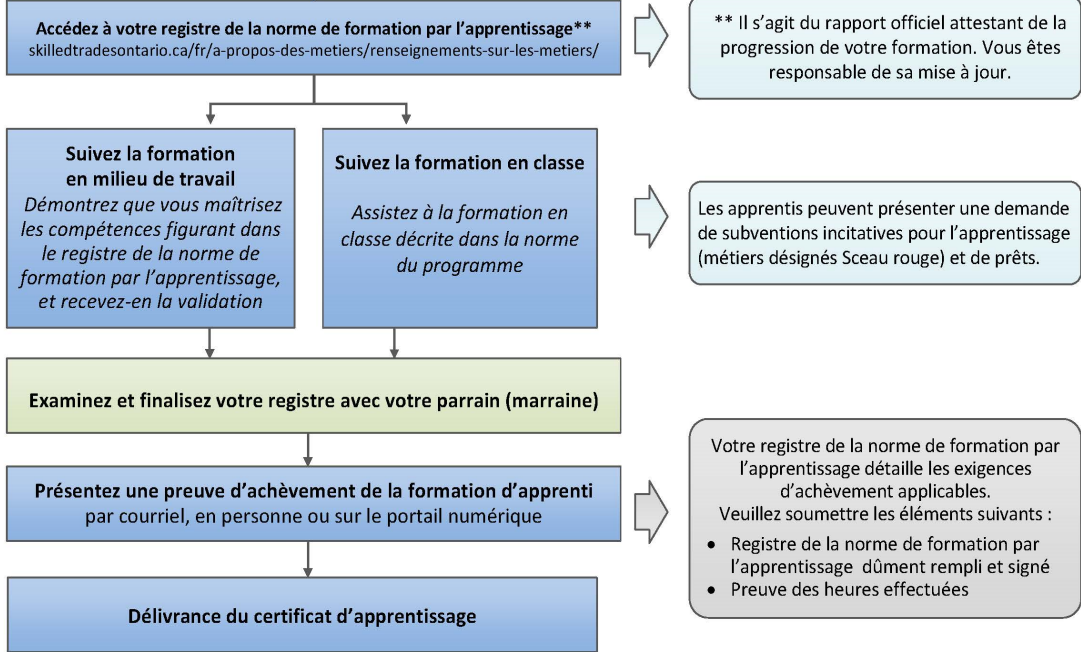 Accédez à votre registre de la norme de formation par l’apprentissage**
skilledtradesontario.ca/fr/a-propos-des-metiers/renseignements-sur-les-metiers/
** Il s’agit du rapport officiel attestant de la
progression de votre formation. Vous êtes
responsable de sa mise à jour.
Suivez la formation
en milieu de travail
Démontrez que vous maîtrisez
les compétences figurant dans
le registre de la norme de
formation par l’apprentissage,
et recevez-en la validation
Suivez la formation en classe
Assistez à la formation en
classe décrite dans la norme
du programme
Les apprentis peuvent présenter une demande
de subventions incitatives pour l’apprentissage
(métiers désignés Sceau rouge) et de prêts.
Examinez et finalisez votre registre avec votre parrain (marraine)
Présentez une preuve d’achèvement de la formation d’apprenti
par courriel, en personne ou sur le portail numérique
Votre registre de la norme de formation par
l’apprentissage détaille les exigences
d’achèvement applicables.
Veuillez soumettre les éléments suivants :
• Registre de la norme de formation par
l’apprentissage dûment rempli et signé
• Preuve des heures effectuées
Délivrance du certificat d’apprentissage